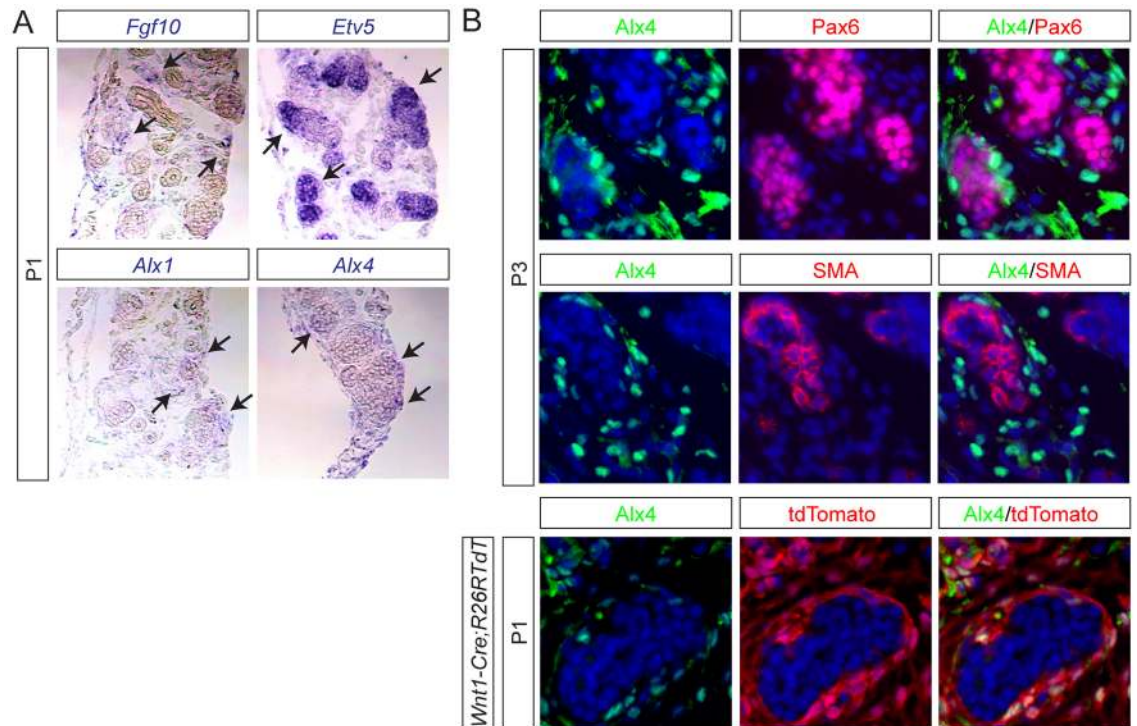 A
Fgf10
Etv5
P1
Alx1
Alx4
B
Alx4
Pax6
Alx4/Pax6
P3
Alx4
SMA
Alx4/SMA
Alx4
tdTomato
Alx4/tdTomato
Wnt1-Cre;R26RTdT
P1